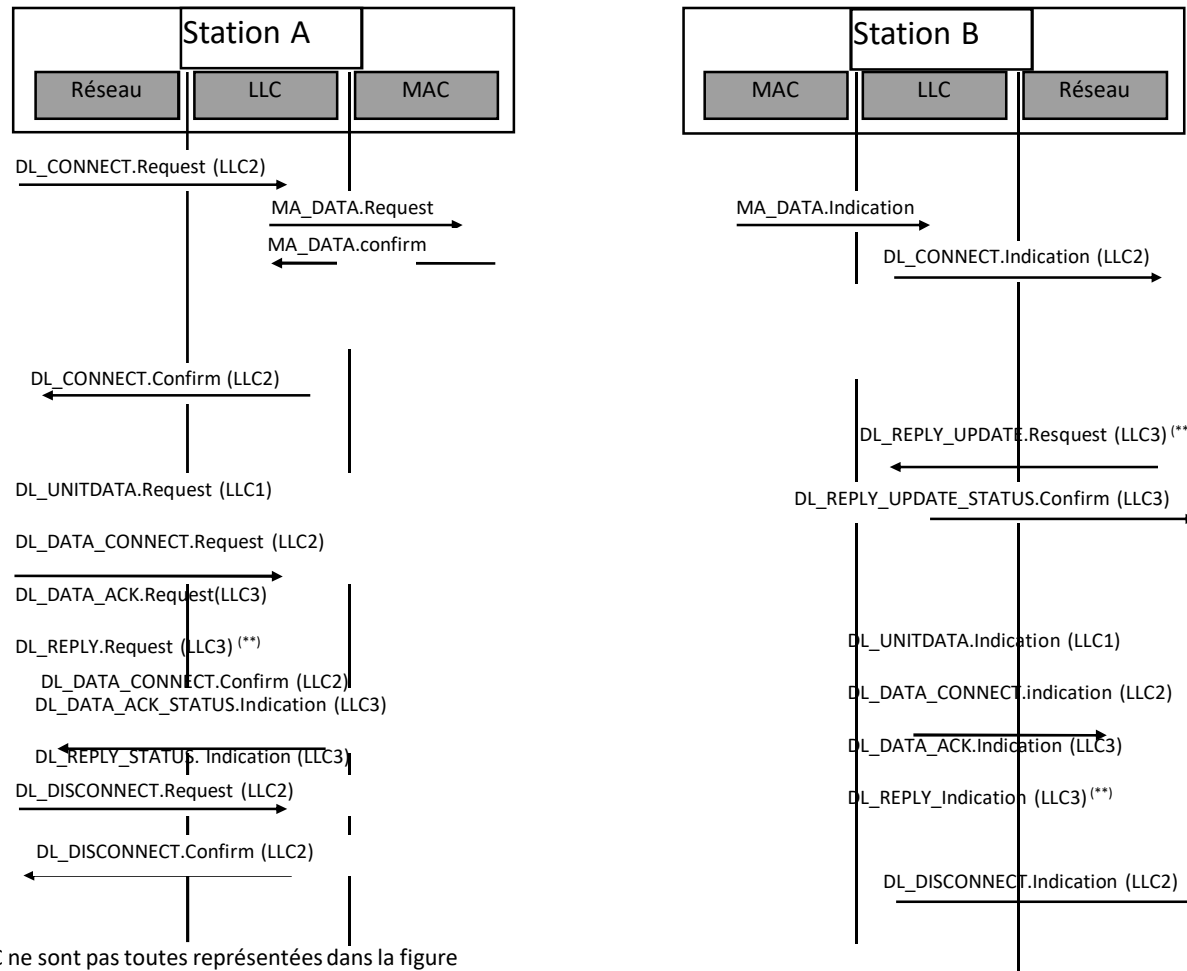 Station A
Réseau
LLC
MAC
DL_CONNECT.Request (LLC2)
MA_DATA.Request
MA_DATA.confirm
DL_CONNECT.Confirm (LLC2)
DL_UNITDATA.Request (LLC1)
DL_DATA_CONNECT.Request (LLC2)
DL_DATA_ACK.Request(LLC3)
DL_REPLY.Request (LLC3) (**)
DL_DATA_CONNECT.Confirm (LLC2)
DL_DATA_ACK_STATUS.Indication (LLC3)
DL_REPLY_STATUS. Indication (LLC3)
DL_DISCONNECT.Request (LLC2)
DL_DISCONNECT.Confirm (LLC2)
C ne sont pas toutes représentées dans la figure
Station B
MAC
LLC
Réseau
MA_DATA.Indication
DL_CONNECT.Indication (LLC2)
DL_REPLY_UPDATE.Resquest (LLC3) (**
DL_REPLY_UPDATE_STATUS.Confirm (LLC3)
DL_UNITDATA.Indication (LLC1)
DL_DATA_CONNECT.indication (LLC2)
DL_DATA_ACK.Indication (LLC3)
DL_REPLY_Indication (LLC3) (**)
DL_DISCONNECT.Indication (LLC2)